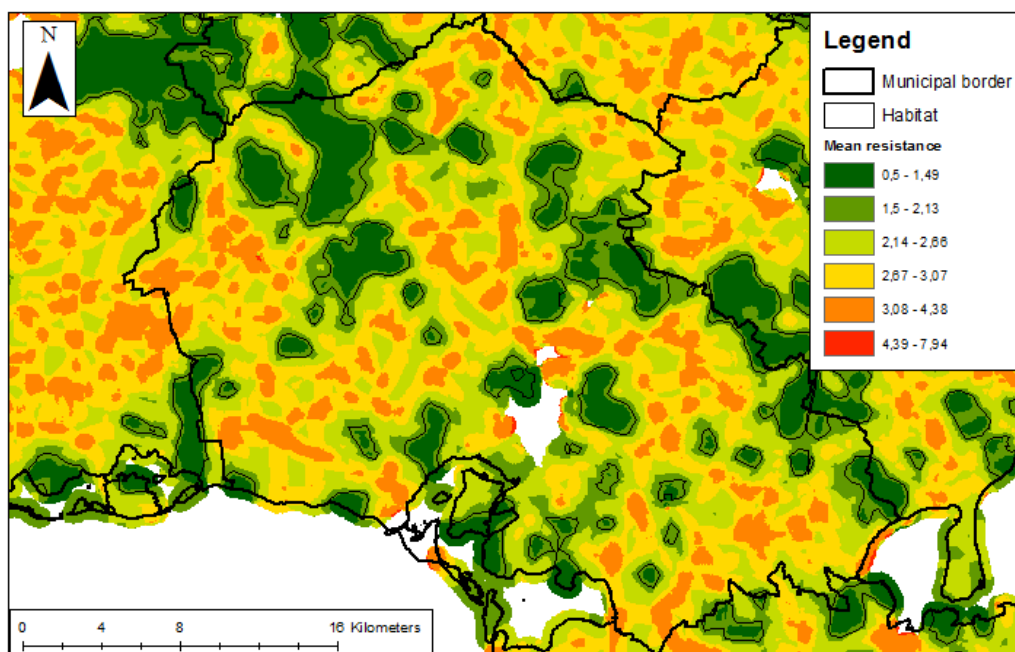 N
Legend
Municipal border
Habitat
Mean resistance
0,5 - 1,49
1,5 - 2,13
2,14 - 2,66
2,67 - 3,07
3,08 - 4,38
4,39 - 7,94
0 4 8 16 Kilometers